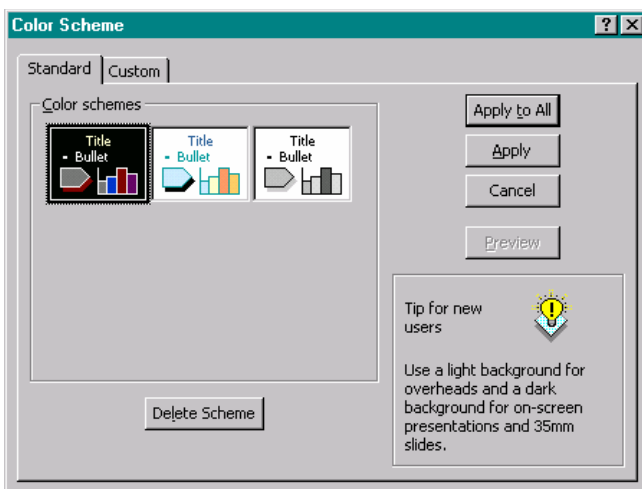 Color Scheme
Standard
Custom
Color schemes
Title
- Bullet
Title
- Bullet
Title
- Bullet
Apply to All
Apply
Cancel
Preview
Delete Scheme
Tip for new
users
Use a light background for
overheads and a dark
background for on-screen
presentations and 35mm
slides.